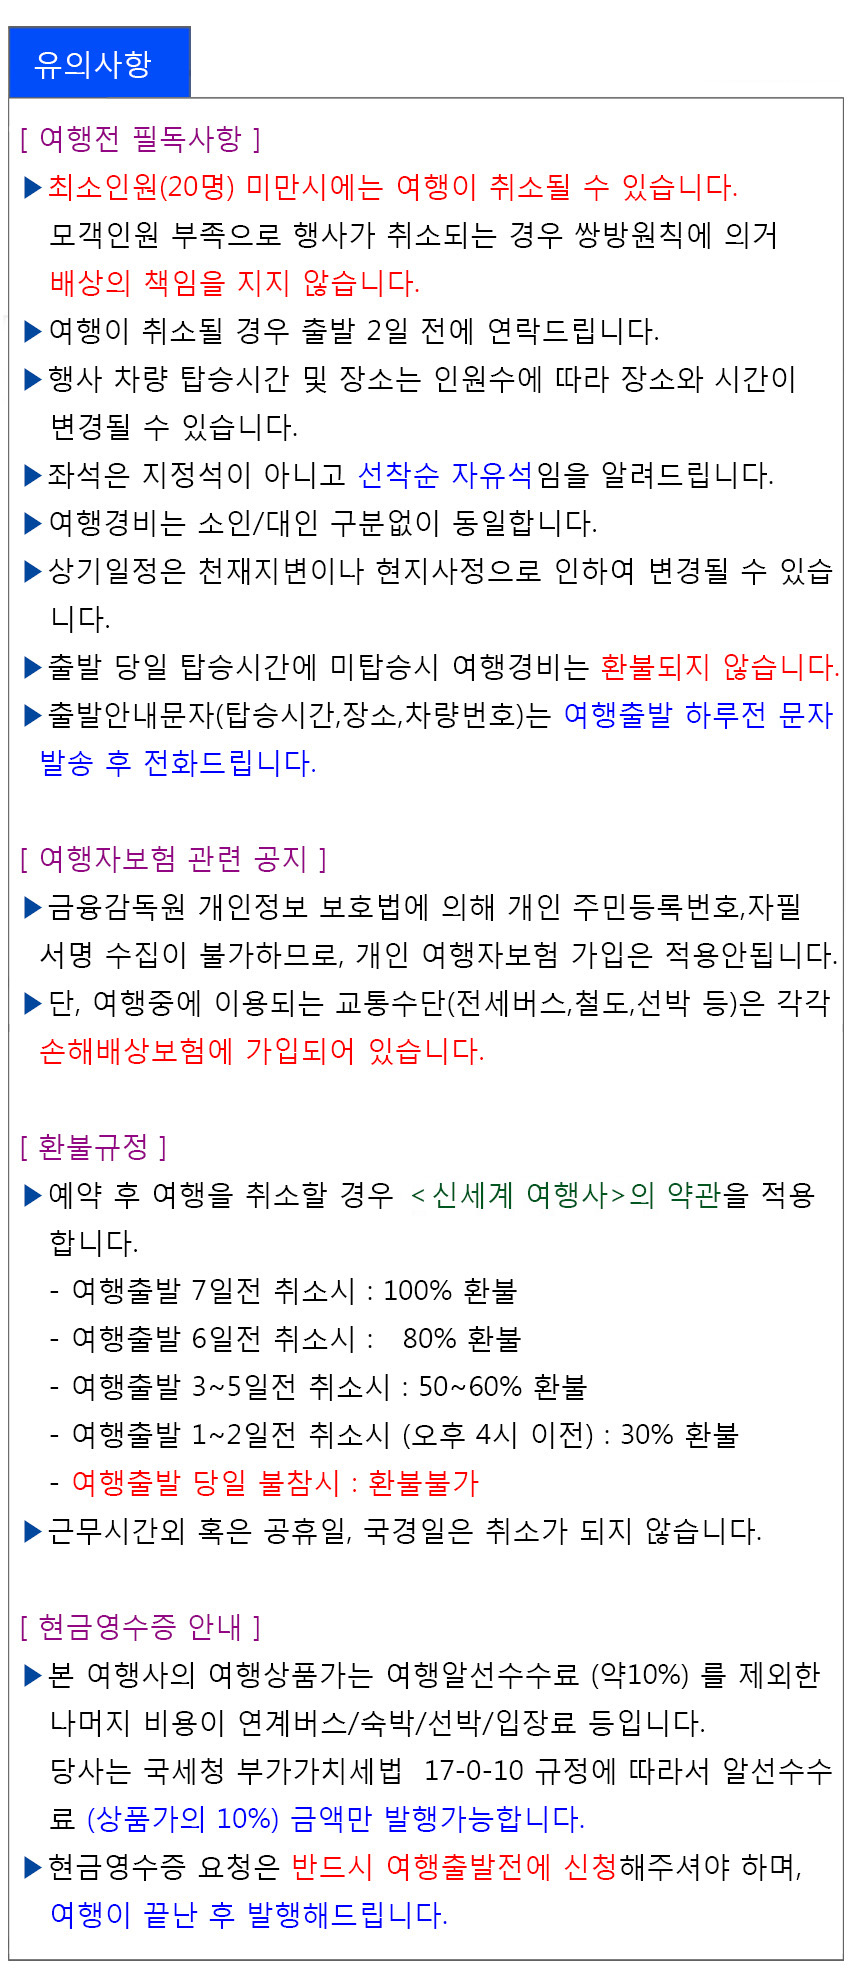 유의사항
[ 여행전 필독사항 ]
▶최소인원(20명) 미만시에는 여행이 취소될 수 있습니다.
모객인원 부족으로 행사가 취소되는 경우 쌍방원칙에 의거
배상의 책임을 지지 않습니다.
▶여행이 취소될 경우 출발 2일 전에 연락드립니다.
▶행사 차량 탑승시간 및 장소는 인원수에 따라 장소와 시간이
변경될 수 있습니다.
▶좌석은 지정석이 아니고 선착순 자유석임을 알려드립니다.
▶여행경비는 소인/대인 구분없이 동일합니다.
▶상기일정은 천재지변이나 현지사정으로 인하여 변경될 수 있습
니다.
▶출발 당일 탑승시간에 미탑승시 여행경비는 환불되지 않습니다.
▶출발안내문자(탑승시간,장소,차량번호)는 여행출발 하루전 문자
발송 후 전화드립니다.
[ 여행자보험 관련 공지 ]
▶금융감독원 개인정보 보호법에 의해 개인 주민등록번호,자필
서명 수집이 불가하므로, 개인 여행자보험 가입은 적용안됩니다.
▶단, 여행중에 이용되는 교통수단(전세버스,철도,선박 등)은 각각
손해배상보험에 가입되어 있습니다.
[ 환불규정 ]
▶예약 후 여행을 취소할 경우 <신세계 여행사>의 약관을 적용
합니다.
- 여행출발 7일전 취소시 : 100% 환불
- 여행출발 6일전 취소시 : 80% 환불
- 여행출발 3~5일전 취소시 : 50~60% 환불
- 여행출발 1~2일전 취소시 (오후 4시 이전) : 30% 환불
- 여행출발 당일 불참시 : 환불불가
▶근무시간외 혹은 공휴일, 국경일은 취소가 되지 않습니다.
[ 현금영수증 안내 ]
▶본 여행사의 여행상품가는 여행알선수수료 (약10%) 를 제외한
나머지 비용이 연계버스/숙박/선박/입장료 등입니다.
당사는 국세청 부가가치세법 17-0-10 규정에 따라서 알선수수
료 (상품가의 10%) 금액만 발행가능합니다.
▶현금영수증 요청은 반드시 여행출발전에 신청해주셔야 하며,
여행이 끝난 후 발행해드립니다.